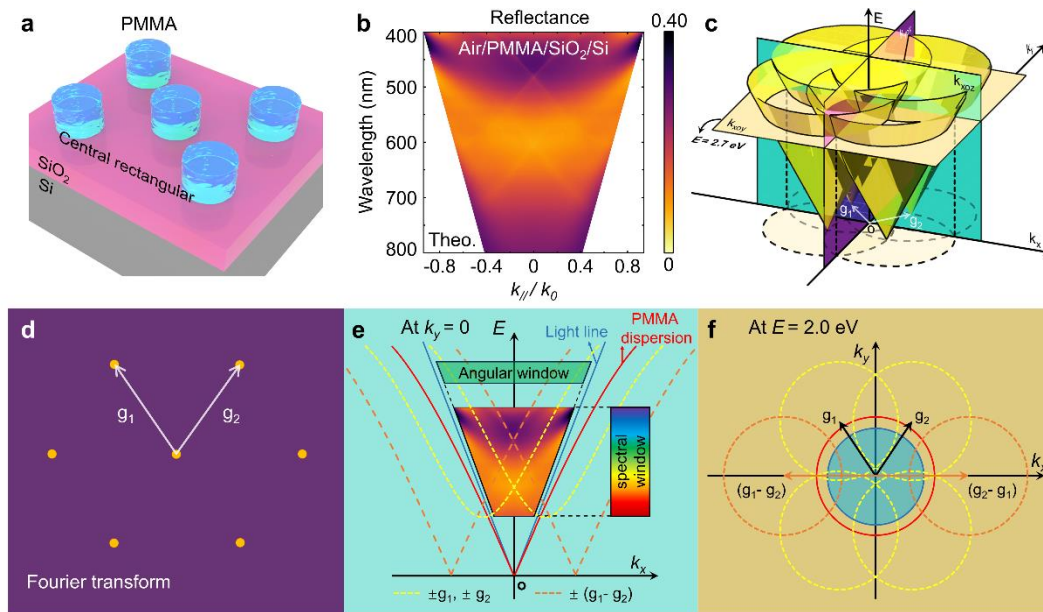 a
PMMA
Central rectangular
SiO2
Si
b
Reflectance
0.40
Air/PMMA/SiO2/Si
Wavelength (nm)
400
500
600
700
800
Theo.
-0.8 -0.4 0 0.4 0.8
k// / k0
0
c
E
kxoz
kxoy
E = 2.7 eV
g1
g2
o
kx
d
g1
g2
Fourier transform
e
At ky = 0
E
PMMA
dispersion
Light line
Angular window
spectral
window
kx
o
±g1, ± g2
± (g1- g2)
f
At E = 2.0 eV
ky
g1
g2
kx
(g1- g2)
(g2- g1)